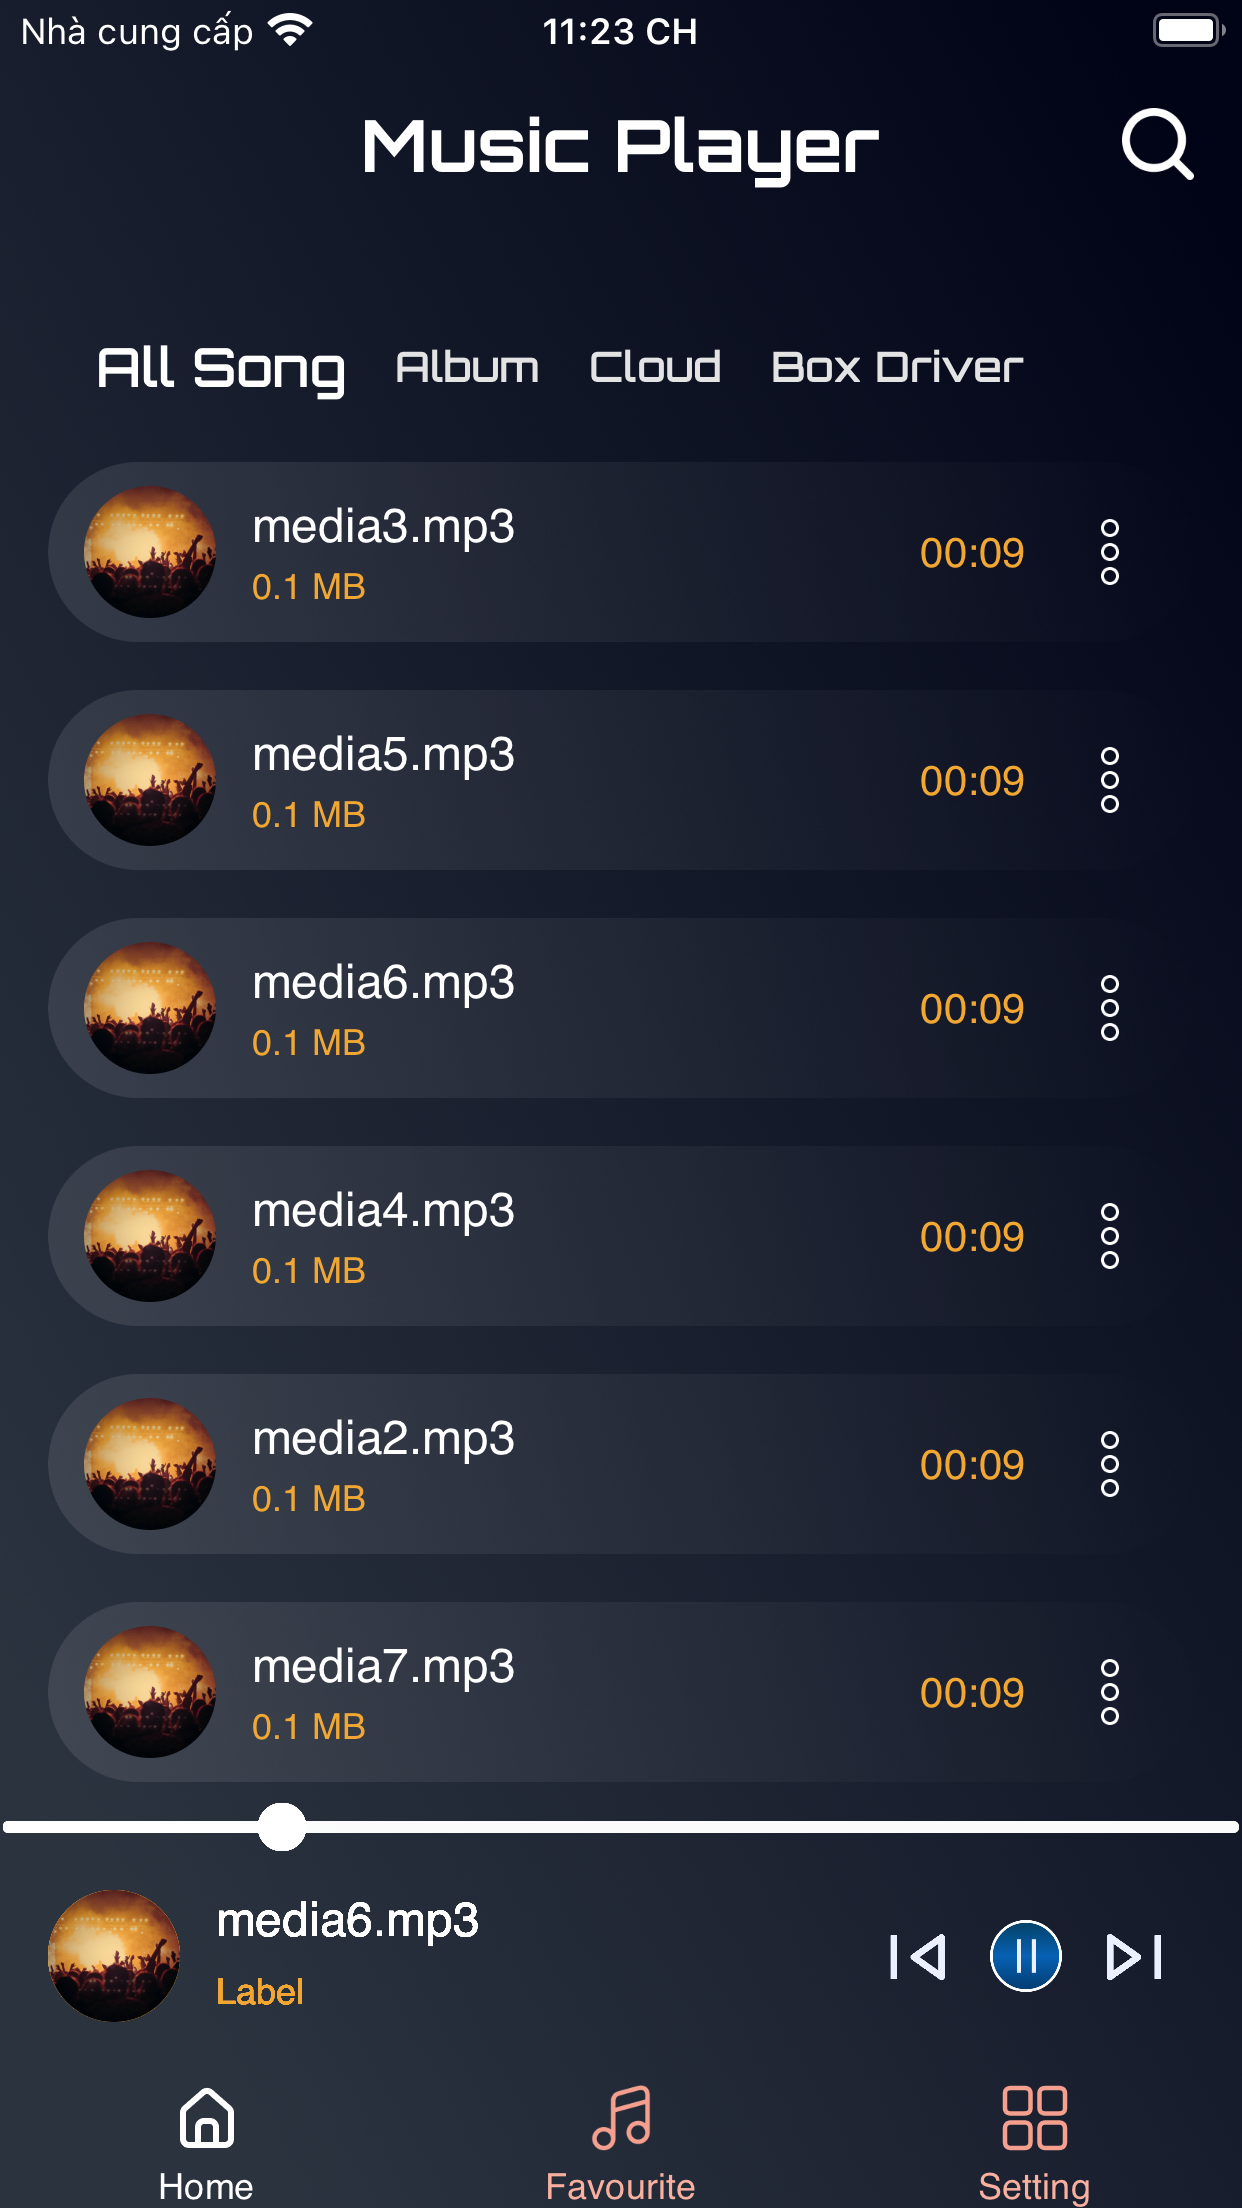 Nhà cung cấp 11:23 CH
Music Player
All Song Album Cloud Box Driver
media3.mp3
0.1 MB
00:09
media5.mp3
0.1 MB
00:09
media6.mp3
0.1 MB
00:09
media4.mp3
0.1 MB
00:09
media2.mp3
0.1 MB
00:09
media7.mp3
0.1 MB
00:09
media6.mp3
Label
Home Favourite Setting